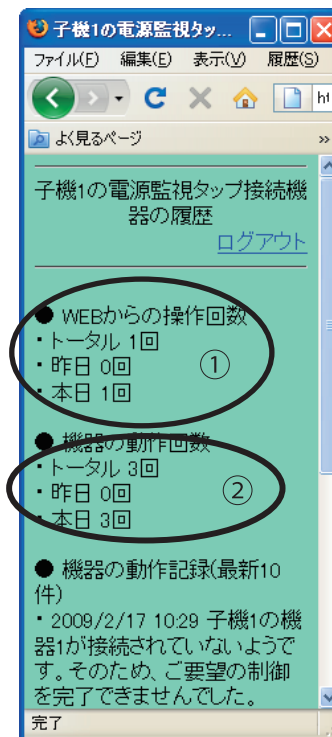 子機1の電源監視タッ...
ファイル(F) 編集(E) 表示(V) 履歴(S)
よく見るページ »
子機1の電源監視タップ接続機
器の履歴
ログアウト
● WEBからの操作回数
・トータル 1回
・昨日 0回
・本日 1回
①
● 機器の動作回数
・トータル 3回
・昨日 0回
・本日 3回
②
● 機器の動作記録(最新10
件)
・2009/2/17 10:29 子機1の機
器1が接続されていないようで
す。そのため、ご要望の制御
を完了できませんでした。
完了